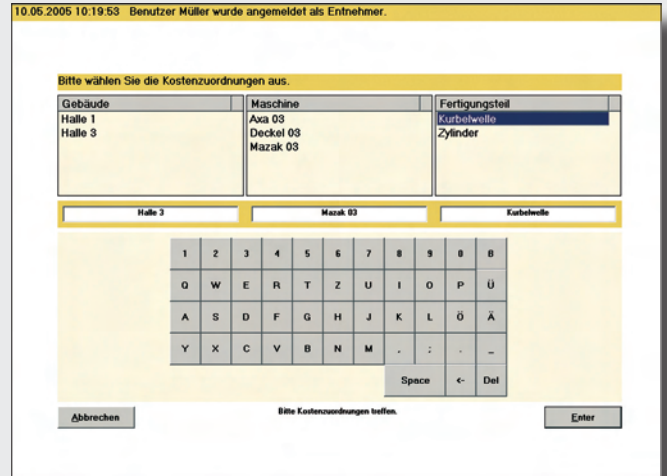 10.05.2005 10:19:53 Benutzer Müller wurde angemeldet als Entnehmer.
Bitte wählen Sie die Kostenzuordnungen aus.
Gebäude Maschine Fertigungsteil
Halle 1 Axa 03 Kurbelwelle
Halle 3 Deckel 03 Zylinder
Mazak 03
Halle 3 Mazak 03 Kurbelwelle
1 2 3 4 5 6 7 8 9 0 ß
Q W E R T Z U I O P Ü
A S D F G H J K L Ö Ä
Y X C V B N M , ; . _
Space <- Del
Abbrechen Bitte Kostenzuordnungen treffen. Enter